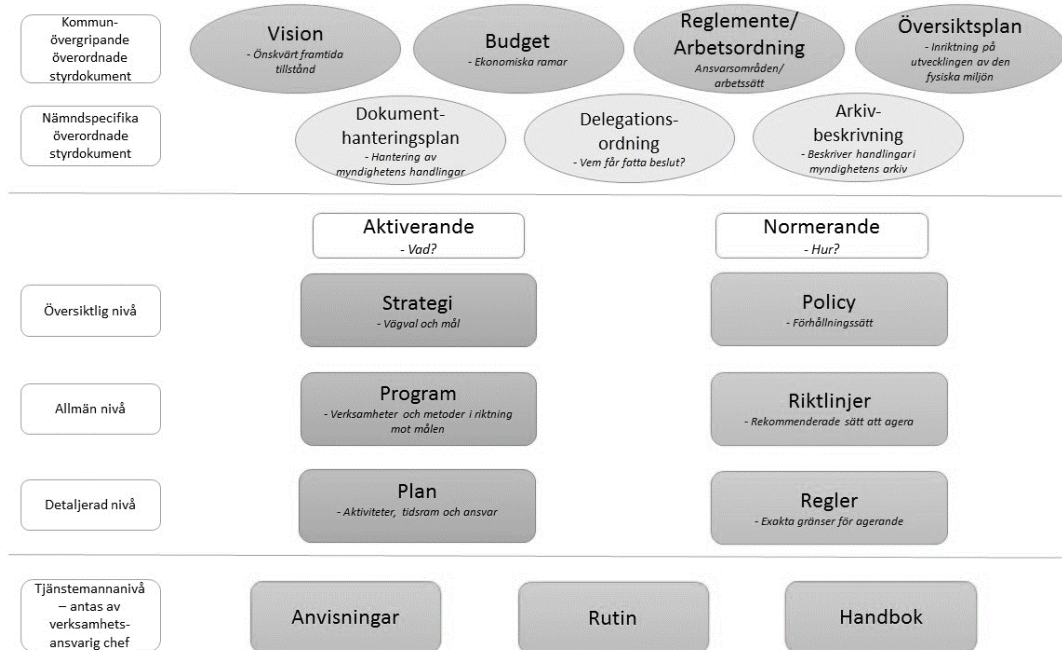 Kommun-
övergripande
överordnade
styrdokument
Vision
- Önskvärt framtida
tillstånd
Budget
- Ekonomiska ramar
Reglemente/
Arbetsordning
Ansvarsområden/
arbetssätt
Översiktsplan
- Inriktning på
utvecklingen av den
fysiska miljön
Nämndspecifika
överordnade
styrdokument
Dokument-
hanteringsplan
- Hantering av
myndighetens handlingar
Delegations-
ordning
- Vem får fatta beslut?
Arkiv-
beskrivning
- Beskriver handlingar i
myndighetens arkiv
Aktiverande
- Vad?
Normerande
- Hur?
Översiktlig nivå
Strategi
- Vägval och mål
Policy
- Förhållningssätt
Allmän nivå
Program
- Verksamheter och metoder i riktning
mot målen
Riktlinjer
- Rekommenderade sätt att agera
Detaljerad nivå
Plan
- Aktiviteter, tidsram och ansvar
Regler
- Exakta gränser för agerande
Tjänstemannanivå
– antas av
verksamhets-
ansvarig chef
Anvisningar
Rutin
Handbok